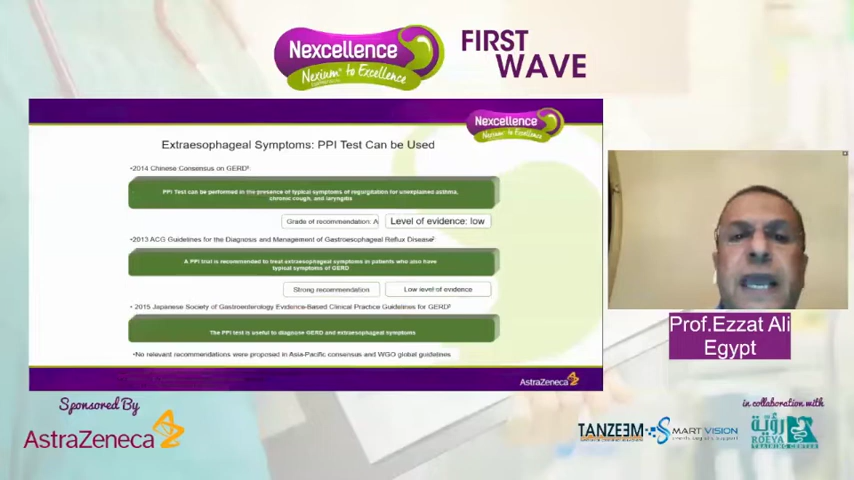 Nexcellence
Nexium® to Excellence
FIRST
WAVE
Nexcellence
Nexium® to Excellence
Extraesophageal Symptoms: PPI Test Can be Used
•2014 Chinese Consensus on GERD
PPI Test can be performed in the presence of typical symptoms of regurgitation for unexplained asthma,
chronic cough, and laryngitis
Grade of recommendation: A
Level of evidence: low
•2013 ACG Guidelines for the Diagnosis and Management of Gastroesophageal Reflux Disease
A PPI trial is recommended to treat extraesophageal symptoms in patients who also have
typical symptoms of GERD
Strong recommendation
Low level of evidence
• 2015 Japanese Society of Gastroenterology Evidence-Based Clinical Practice Guidelines for GERD
The PPI test is useful to diagnose GERD and extraesophageal symptoms
•No relevant recommendations were proposed in Asia-Pacific consensus and WGO global guidelines
AstraZeneca
Prof.Ezzat Ali
Egypt
Sponsored By
AstraZeneca
TANZEEM
SMART VISION
in collaboration with
رؤية
ROEYA
TRAINING CENTER